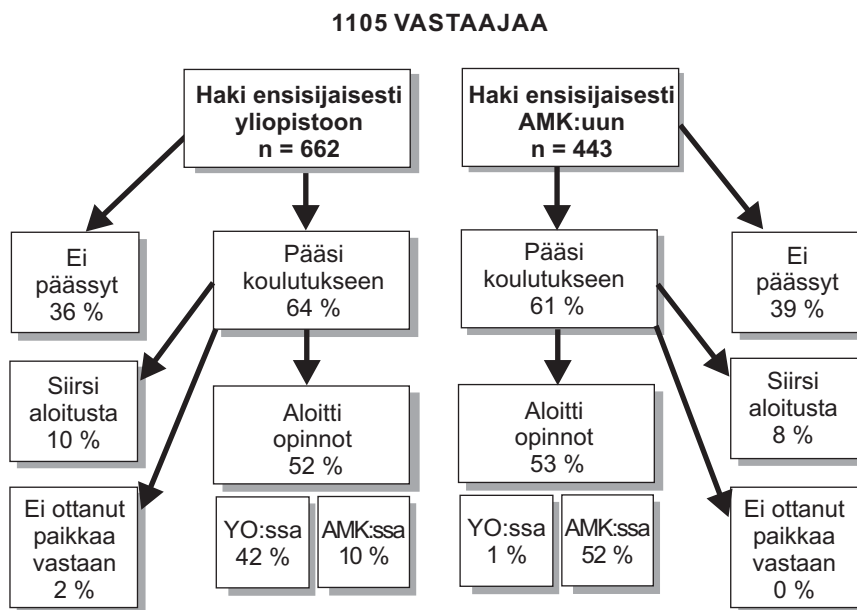 1105 VASTAAJAA
Haki ensisijaisesti
yliopistoon
n = 662
Haki ensisijaisesti
AMK:uun
n = 443
Ei
päässyt
36 %
Pääsi
koulutukseen
64 %
Pääsi
koulutukseen
61 %
Ei
päässyt
39 %
Siirsi
aloitusta
10 %
Aloitti
opinnot
52 %
Aloitti
opinnot
53 %
Siirsi
aloitusta
8 %
Ei ottanut
paikkaa
vastaan
2 %
YO:ssa
42 %
AMK:ssa
10 %
YO:ssa
1 %
AMK:ssa
52 %
Ei ottanut
paikkaa
vastaan
0 %